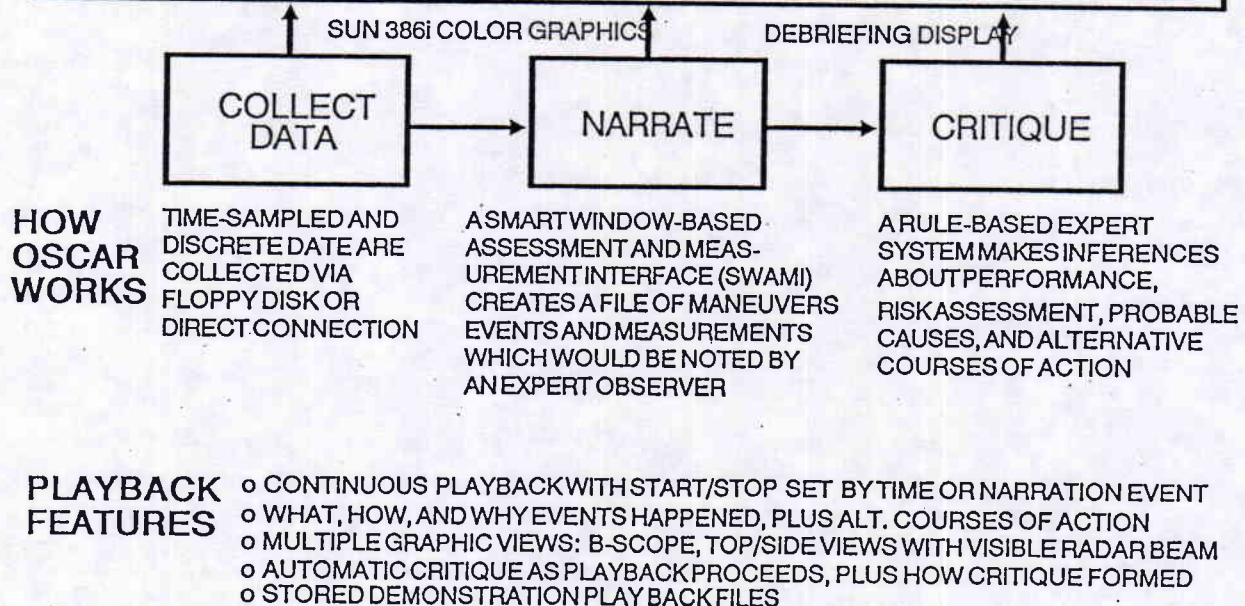 SUN 386i COLOR GRAPHICS
DEBRIEFING DISPLAY
COLLECT
DATA
NARRATE
CRITIQUE
HOW
OSCAR
WORKS
TIME-SAMPLED AND
DISCRETE DATE ARE
COLLECTED VIA
FLOPPY DISK OR
DIRECT CONNECTION
A SMART WINDOW-BASED
ASSESSMENT AND MEAS-
UREMENT INTERFACE (SWAMI)
CREATES A FILE OF MANEUVERS
EVENTS AND MEASUREMENTS
WHICH WOULD BE NOTED BY
AN EXPERT OBSERVER
A RULE-BASED EXPERT
SYSTEM MAKES INFERENCES
ABOUT PERFORMANCE,
RISK ASSESSMENT, PROBABLE
CAUSES, AND ALTERNATIVE
COURSES OF ACTION
PLAYBACK
FEATURES
o CONTINUOUS PLAYBACK WITH START/STOP SET BY TIME OR NARRATION EVENT
o WHAT, HOW, AND WHY EVENTS HAPPENED, PLUS ALT. COURSES OF ACTION
o MULTIPLE GRAPHIC VIEWS: B-SCOPE, TOP/SIDE VIEWS WITH VISIBLE RADAR BEAM
o AUTOMATIC CRITIQUE AS PLAYBACK PROCEEDS, PLUS HOW CRITIQUE FORMED
o STORED DEMONSTRATION PLAY BACK FILES